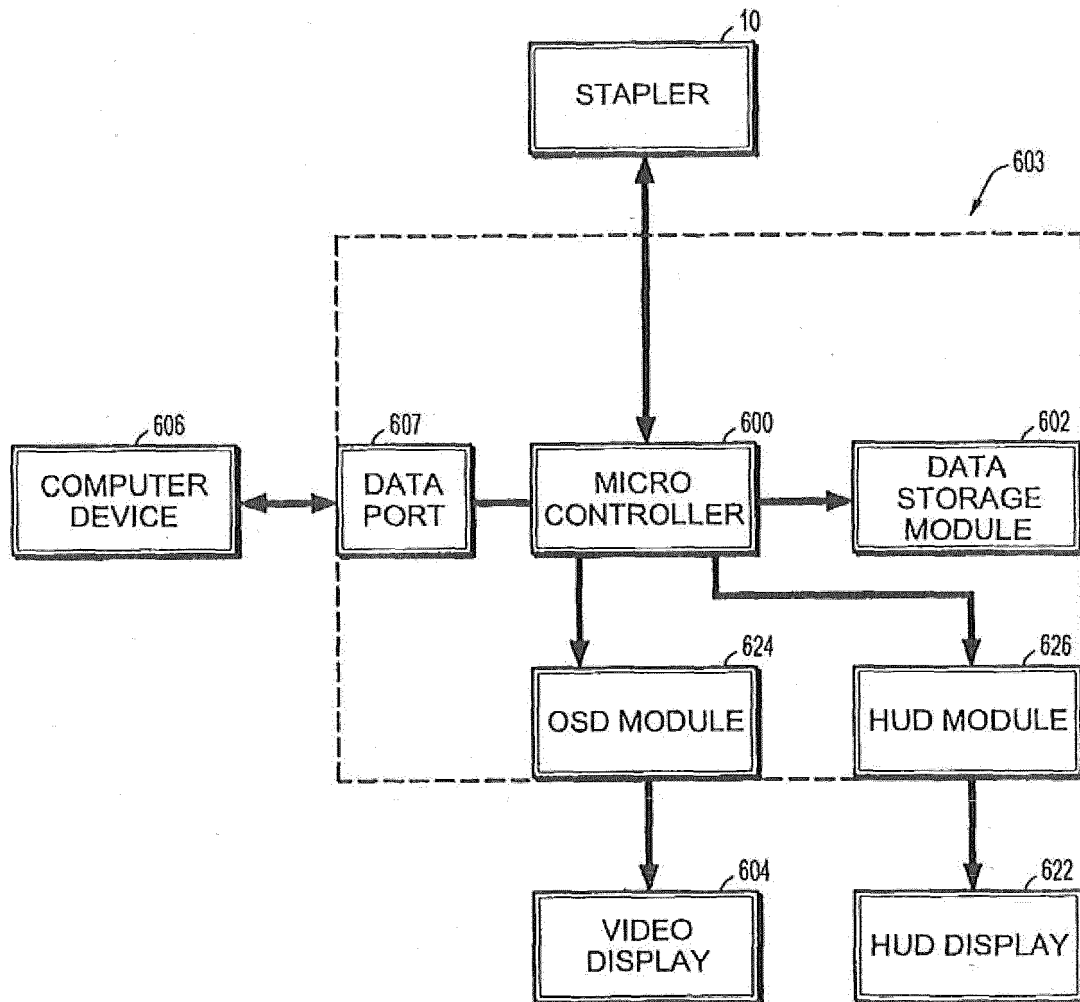 10
STAPLER
603
606
COMPUTER
DEVICE
607
DATA
PORT
600
MICRO
CONTROLLER
602
DATA
STORAGE
MODULE
624
OSD MODULE
626
HUD MODULE
604
VIDEO
DISPLAY
622
HUD DISPLAY